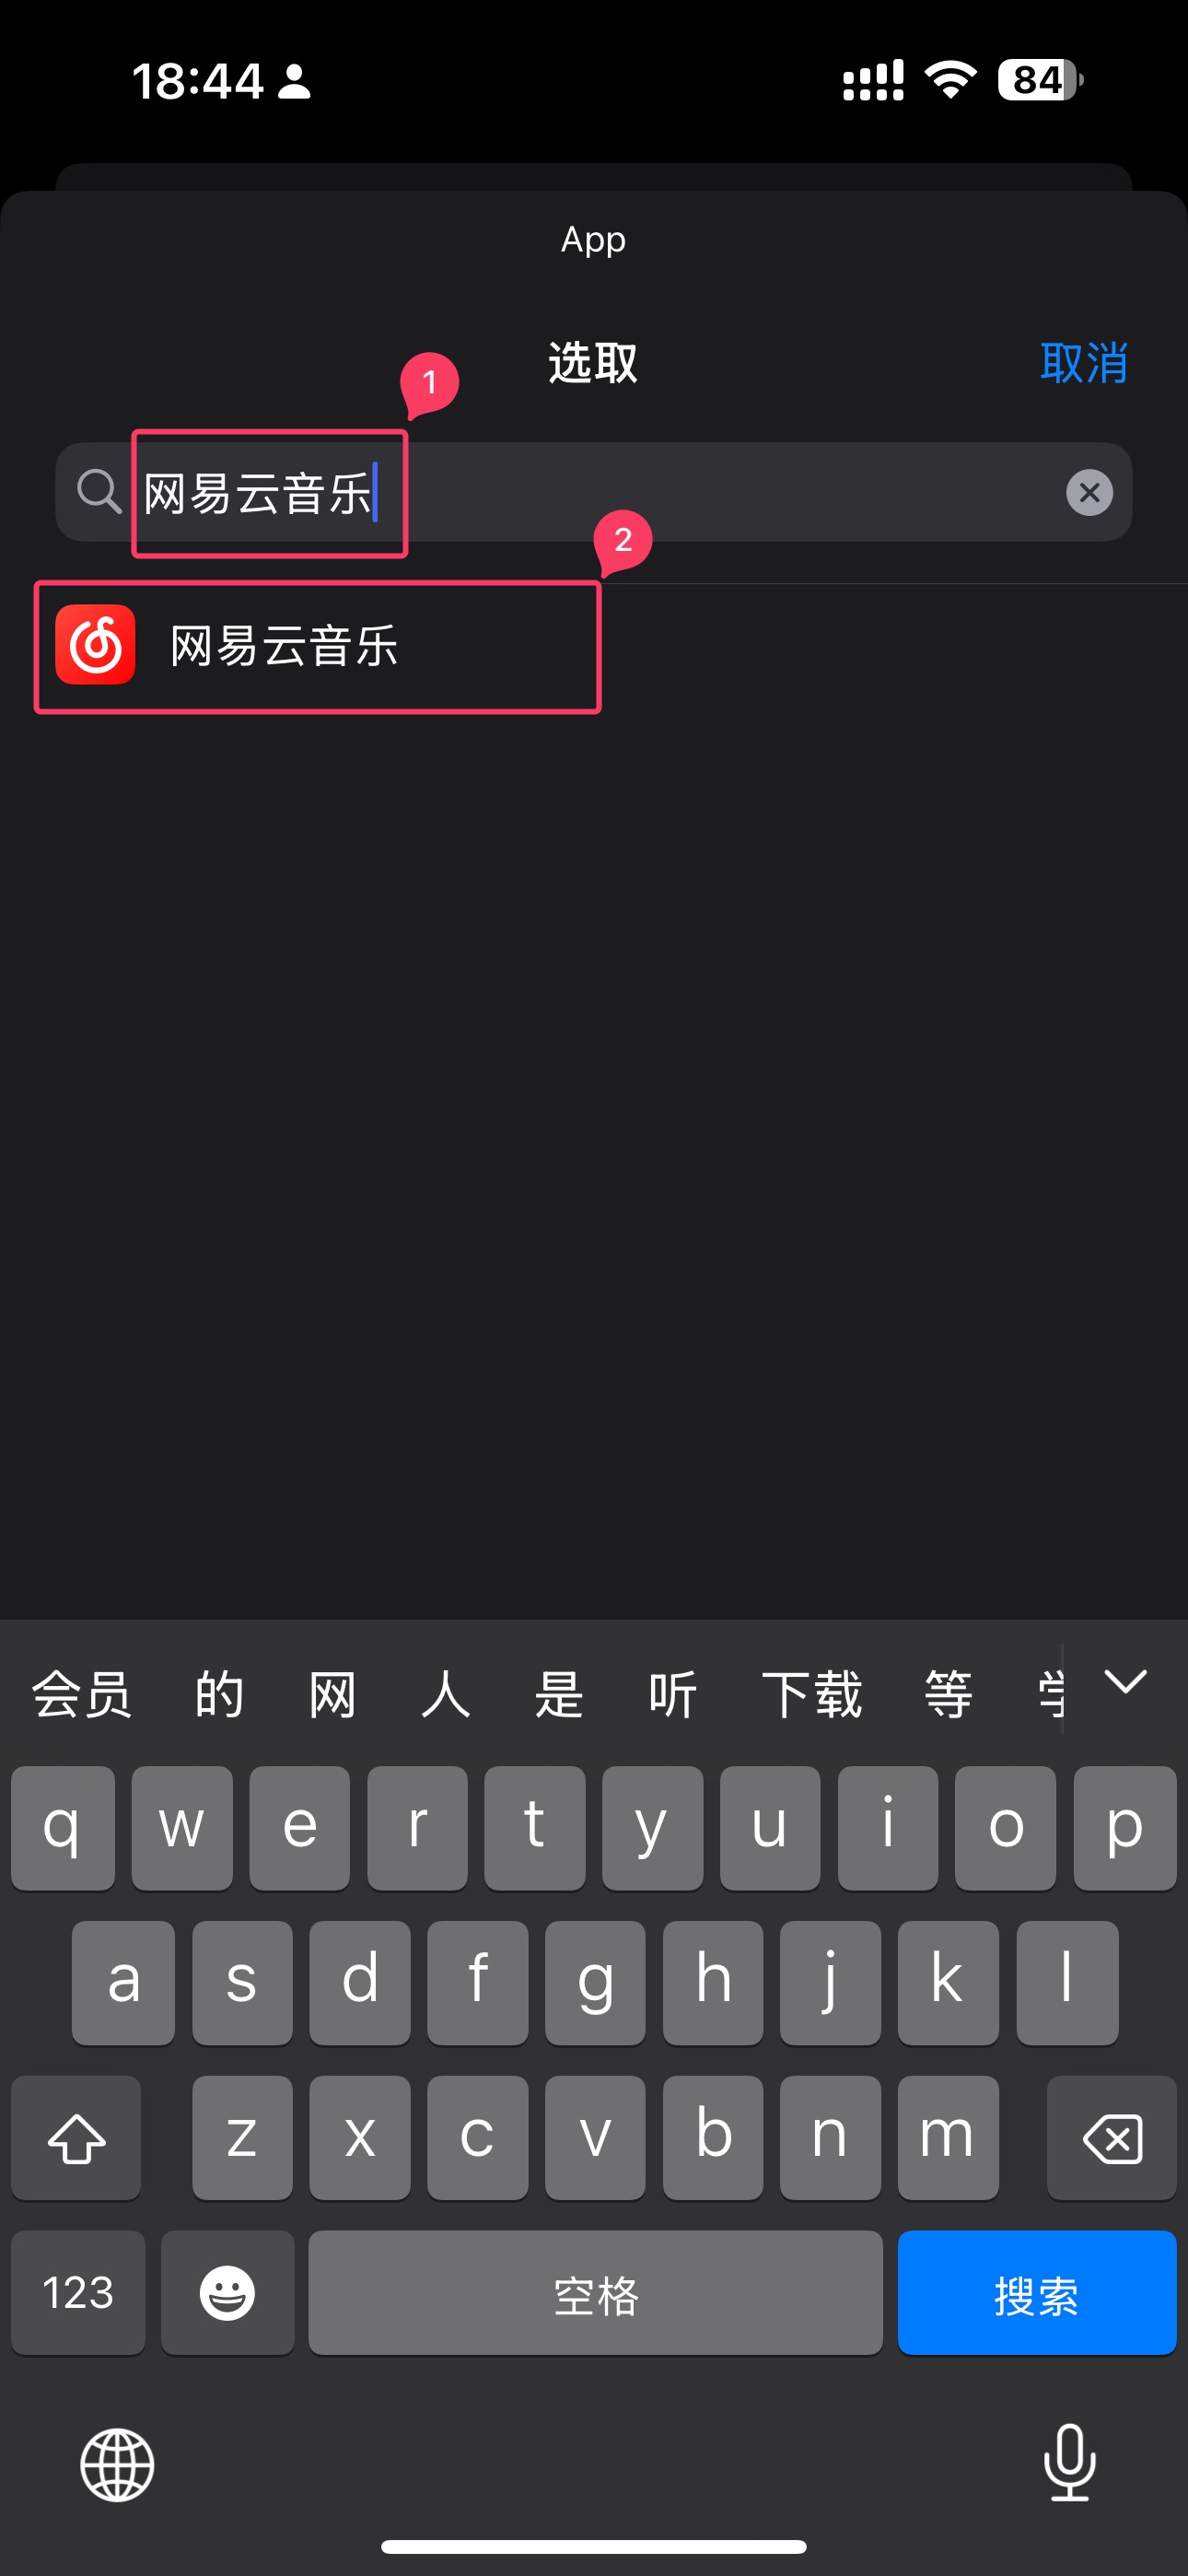 18:44
84
App
选取
取消
1
网易云音乐
2
网易云音乐
会员 的 网 人 是 听 下载 等
q w e r t y u i o p
a s d f g h j k l
z x c v b n m
123 空格 搜索